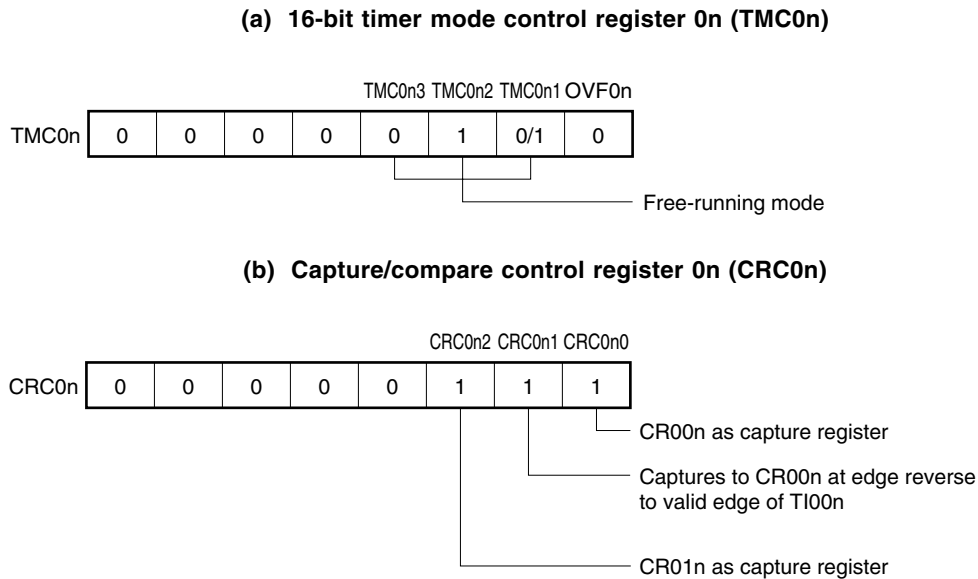 (a) 16-bit timer mode control register 0n (TMC0n)
TMC0n3 TMC0n2 TMC0n1 OVF0n
TMC0n 0 0 0 0 0 1 0/1 0
Free-running mode
(b) Capture/compare control register 0n (CRC0n)
CRC0n2 CRC0n1 CRC0n0
CRC0n 0 0 0 0 0 1 1 1
CR00n as capture register
Captures to CR00n at edge reverse
to valid edge of TI00n
CR01n as capture register